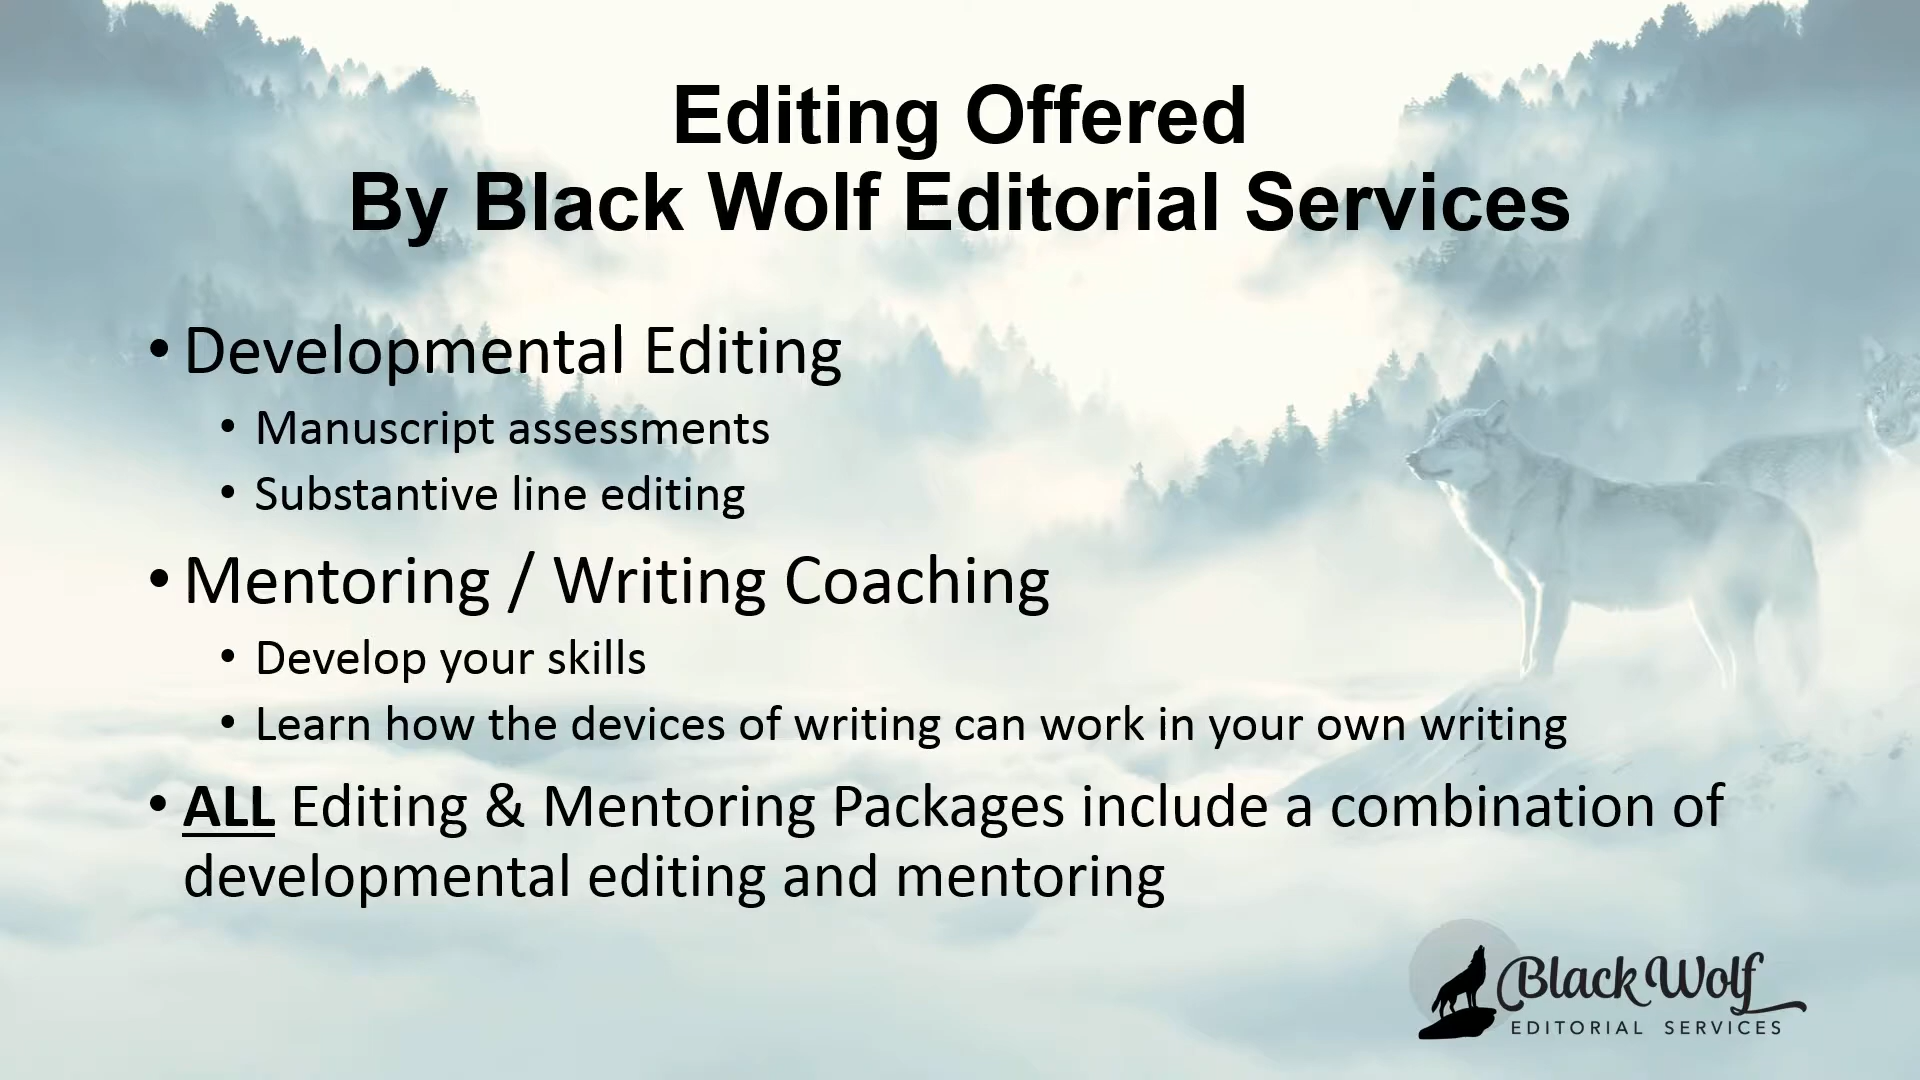 Editing Offered
By Black Wolf Editorial Services
• Developmental Editing
• Manuscript assessments
• Substantive line editing
• Mentoring / Writing Coaching
• Develop your skills
• Learn how the devices of writing can work in your own writing
• ALL Editing & Mentoring Packages include a combination of
developmental editing and mentoring
Black Wolf
EDITORIAL SERVICES